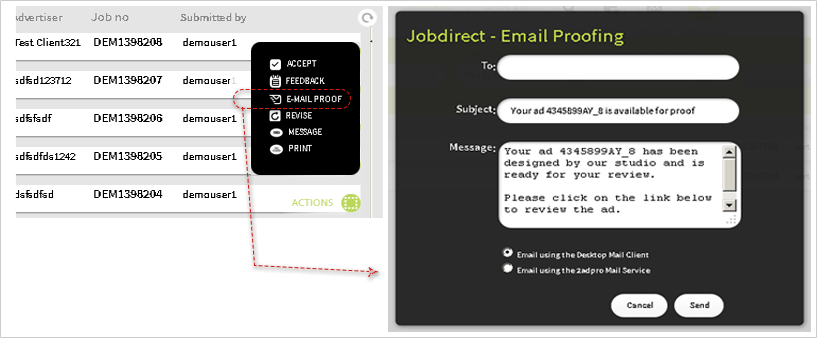 Advertiser Job no Submitted by
Test Client321 DEM1398208 demouser1
sdfsd123712 DEM1398207 demouser1
sdfsfsdf DEM1398206 demouser1
sdfsdfds1242 DEM1398205 demouser1
dsfsdfsd DEM1398204 demouser1
ACCEPT
FEEDBACK
E-MAIL PROOF
REVISE
MESSAGE
PRINT
ACTIONS
Jobdirect - Email Proofing
To:
Subject: Your ad 4345899AY_8 is available for proof
Message: Your ad 4345899AY_8 has been
designed by our studio and is
ready for your review.
Please click on the link below
to review the ad.
Email using the Desktop Mail Client
Email using the 2adpro Mail Service
Cancel Send